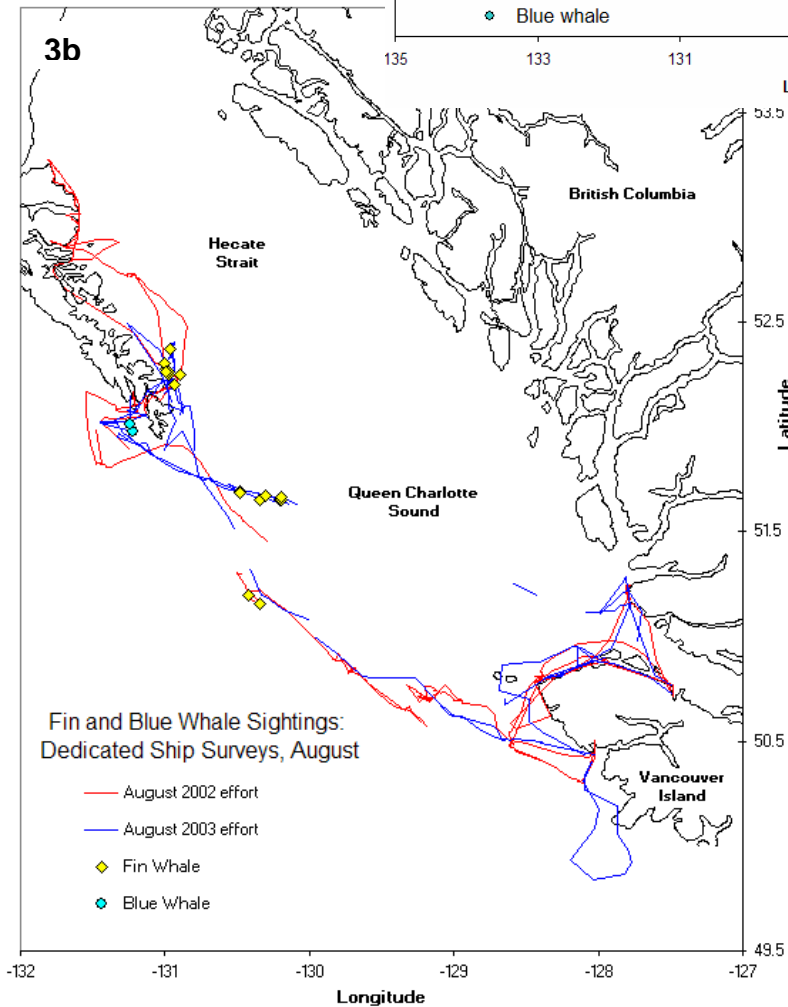 3b
Blue whale
135
133
131
L
53.5
British Columbia
Hecate
Strait
52.5
Latitude
Queen Charlotte
Sound
51.5
Fin and Blue Whale Sightings:
Dedicated Ship Surveys, August
50.5
August 2002 effort
Vancouver
Island
August 2003 effort
Fin Whale
Blue Whale
49.5
-132
-131
-130
-129
-128
-127
Longitude